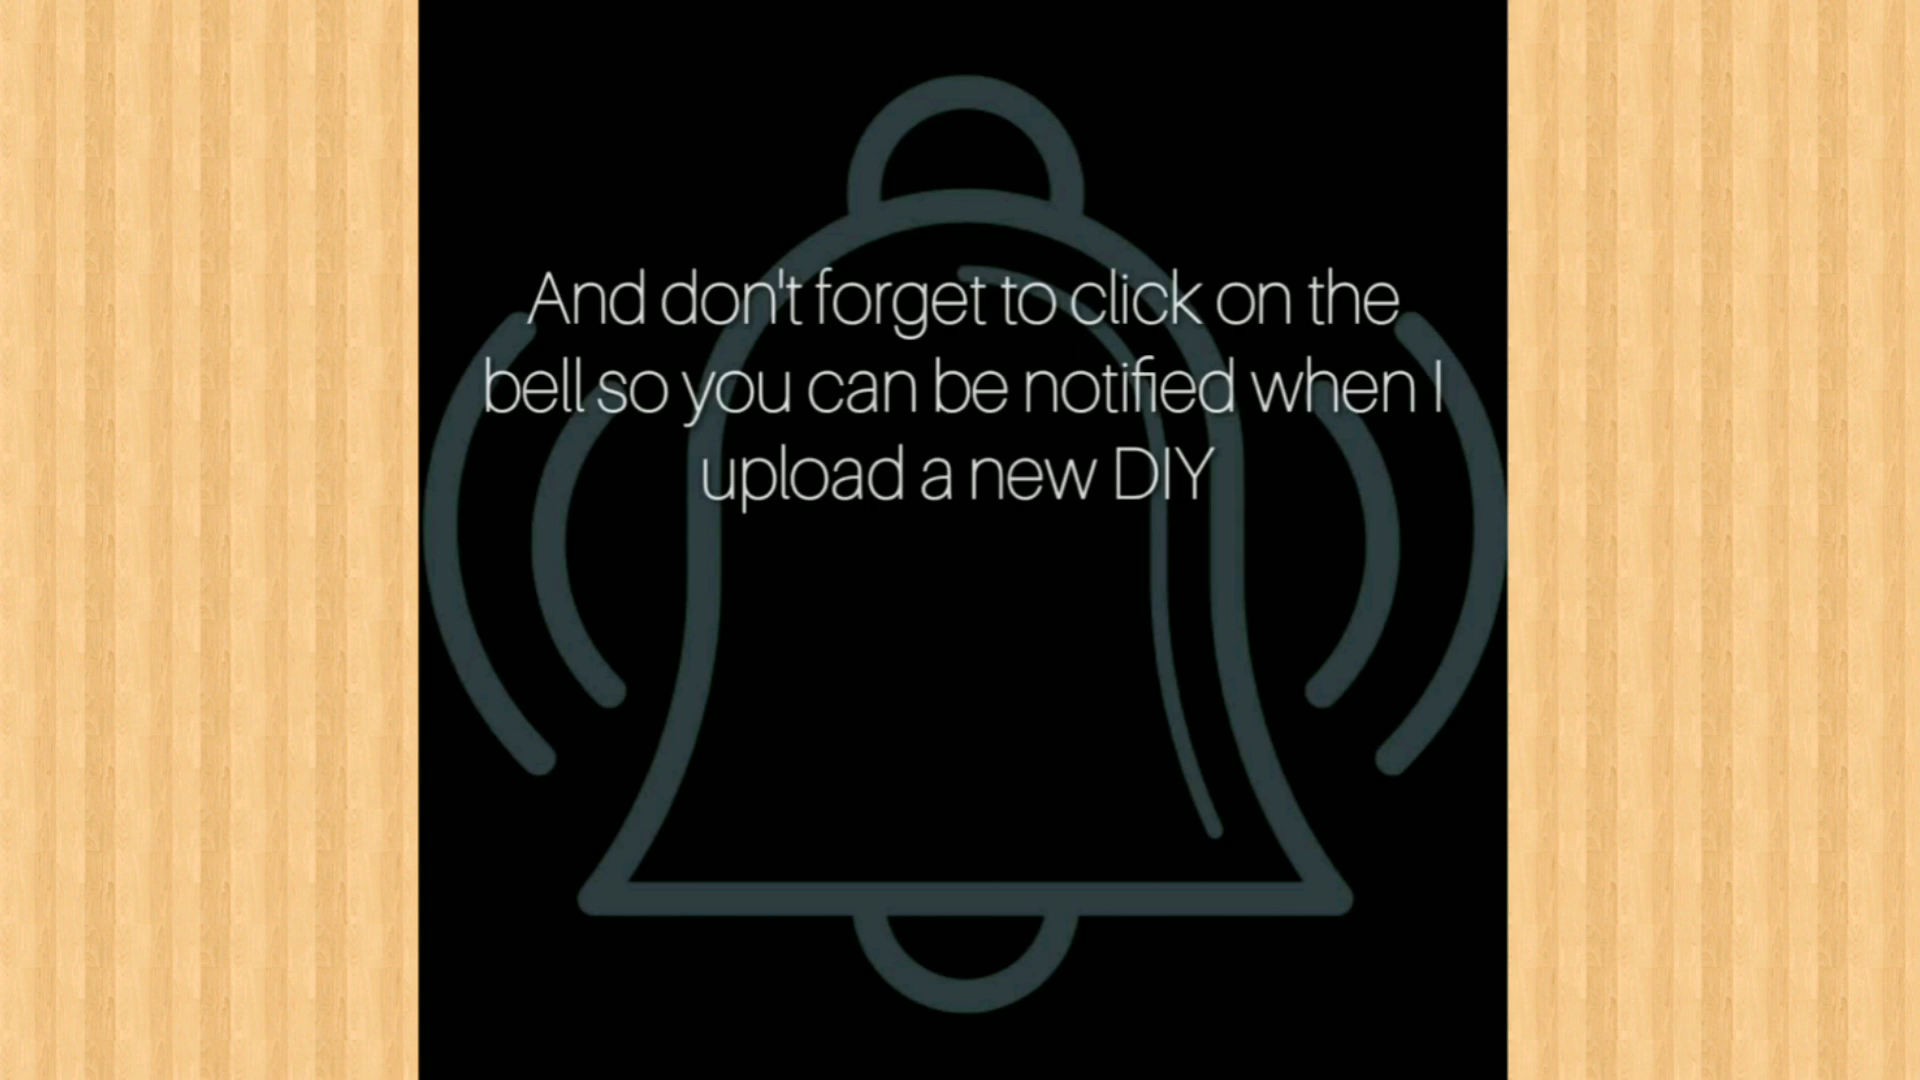 And don't forget to click on the
bell so you can be notified when I
upload a new DIY